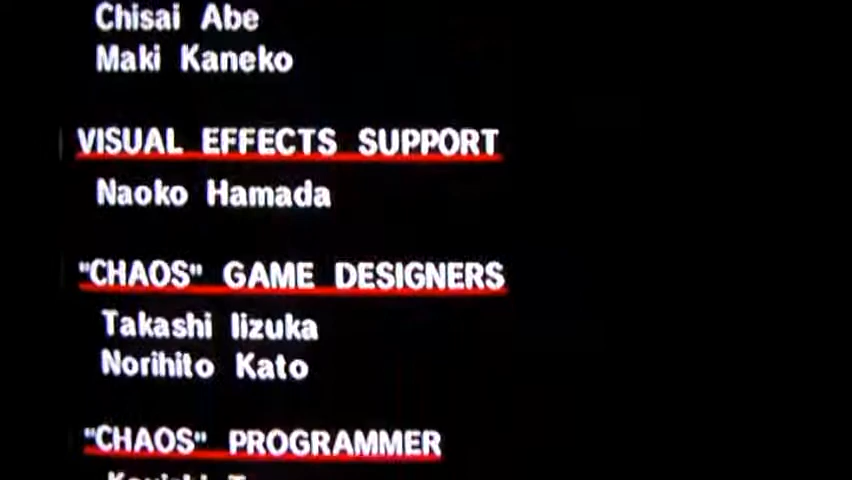 Chisai Abe
Maki Kaneko
VISUAL EFFECTS SUPPORT
Naoko Hamada
"CHAOS" GAME DESIGNERS
Takashi Iizuka
Norihito Kato
"CHAOS" PROGRAMMER